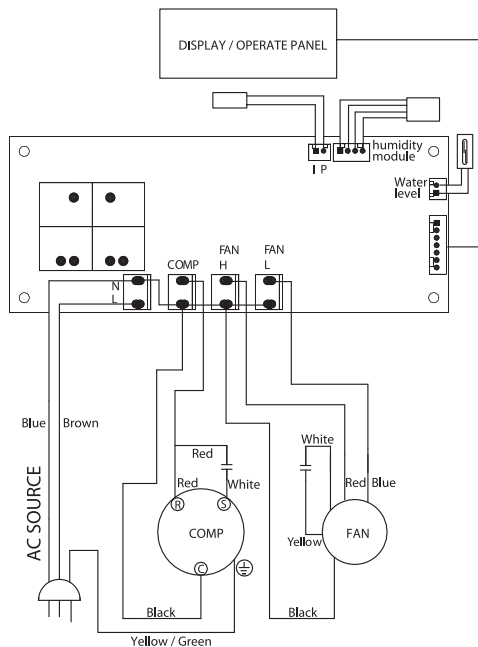 DISPLAY / OPERATE PANEL
I P
humidity
module
Water
level
N
L
COMP
FAN
H
FAN
L
Blue
Brown
AC SOURCE
Red
Red
White
R
S
COMP
C
Black
Yellow / Green
White
Red
Blue
Yellow
FAN
Black